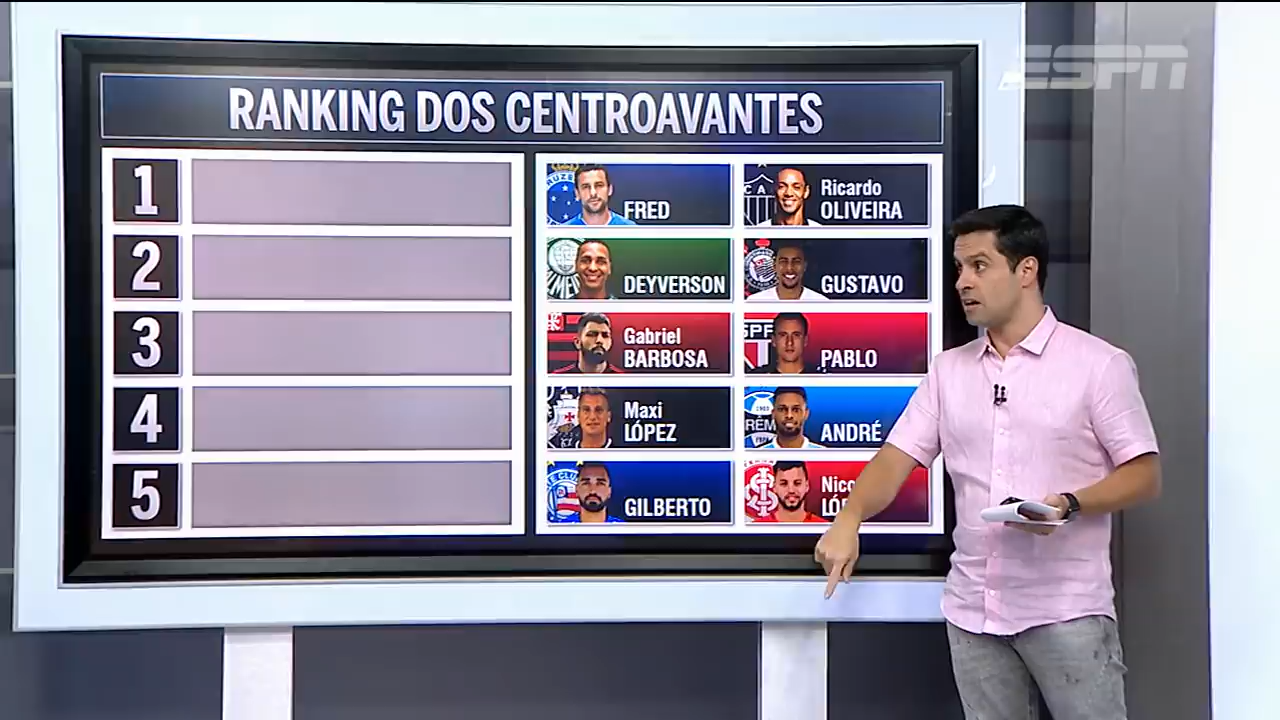 ESPN
RANKING DOS CENTROAVANTES
1
2
3
4
5
FRED
Ricardo
OLIVEIRA
DEYVERSON
GUSTAVO
Gabriel
BARBOSA
PABLO
Maxi
LÓPEZ
ANDRÉ
GILBERTO